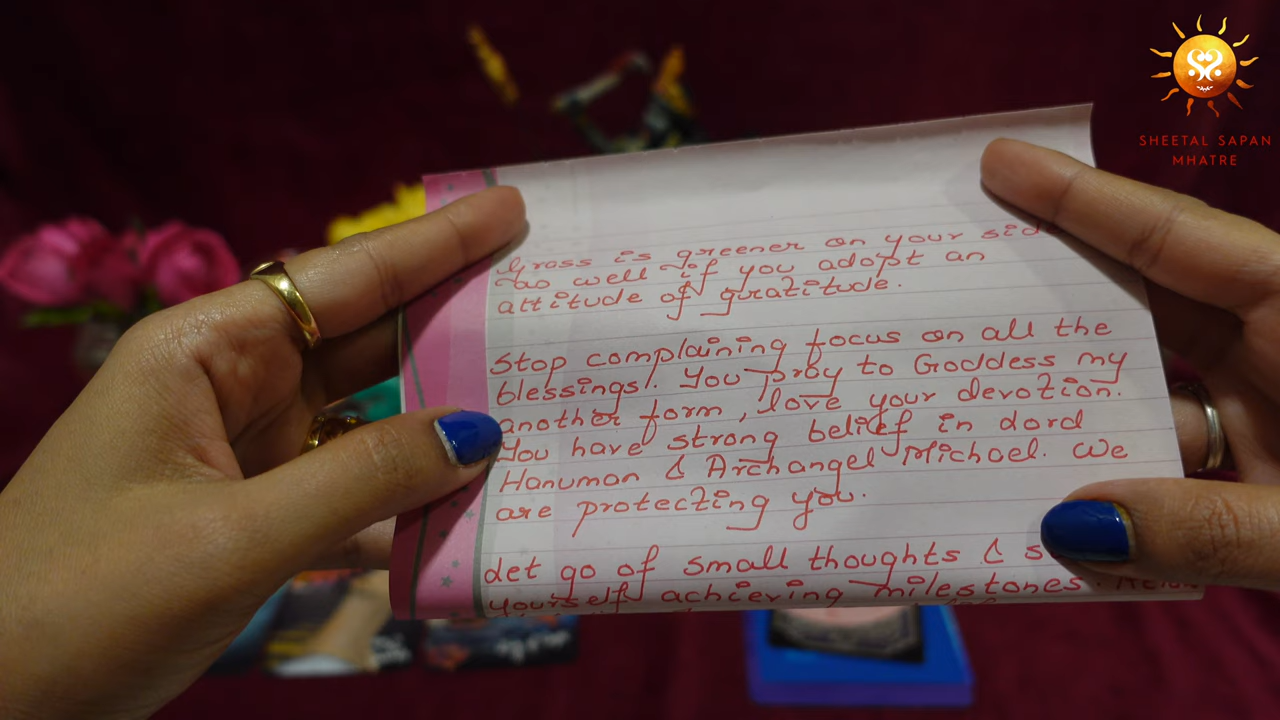 Grass is greener on your side
as well if you adopt an
attitude of gratitude.
Stop complaining focus on all the
blessings. You pray to Goddess my
another form, love your devotion.
You have strong belief in Lord
Hanuman & Archangel Michael. We
are protecting you.
Let go of small thoughts &
yourself achieving milestones.
SHEETAL SAPAN
MHATRE